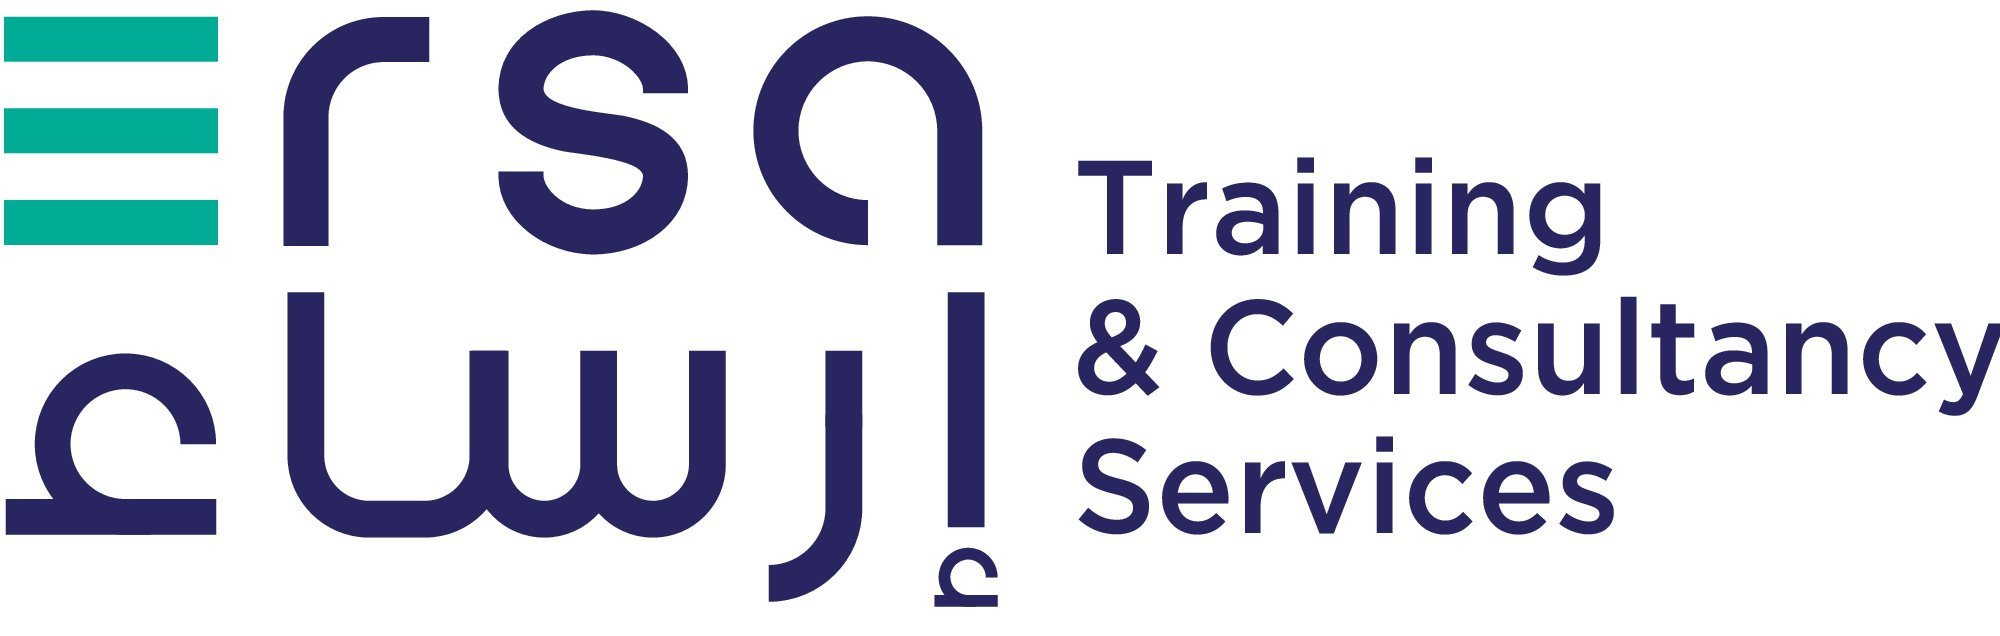 Ersa
إرساء
Training
& Consultancy
Services